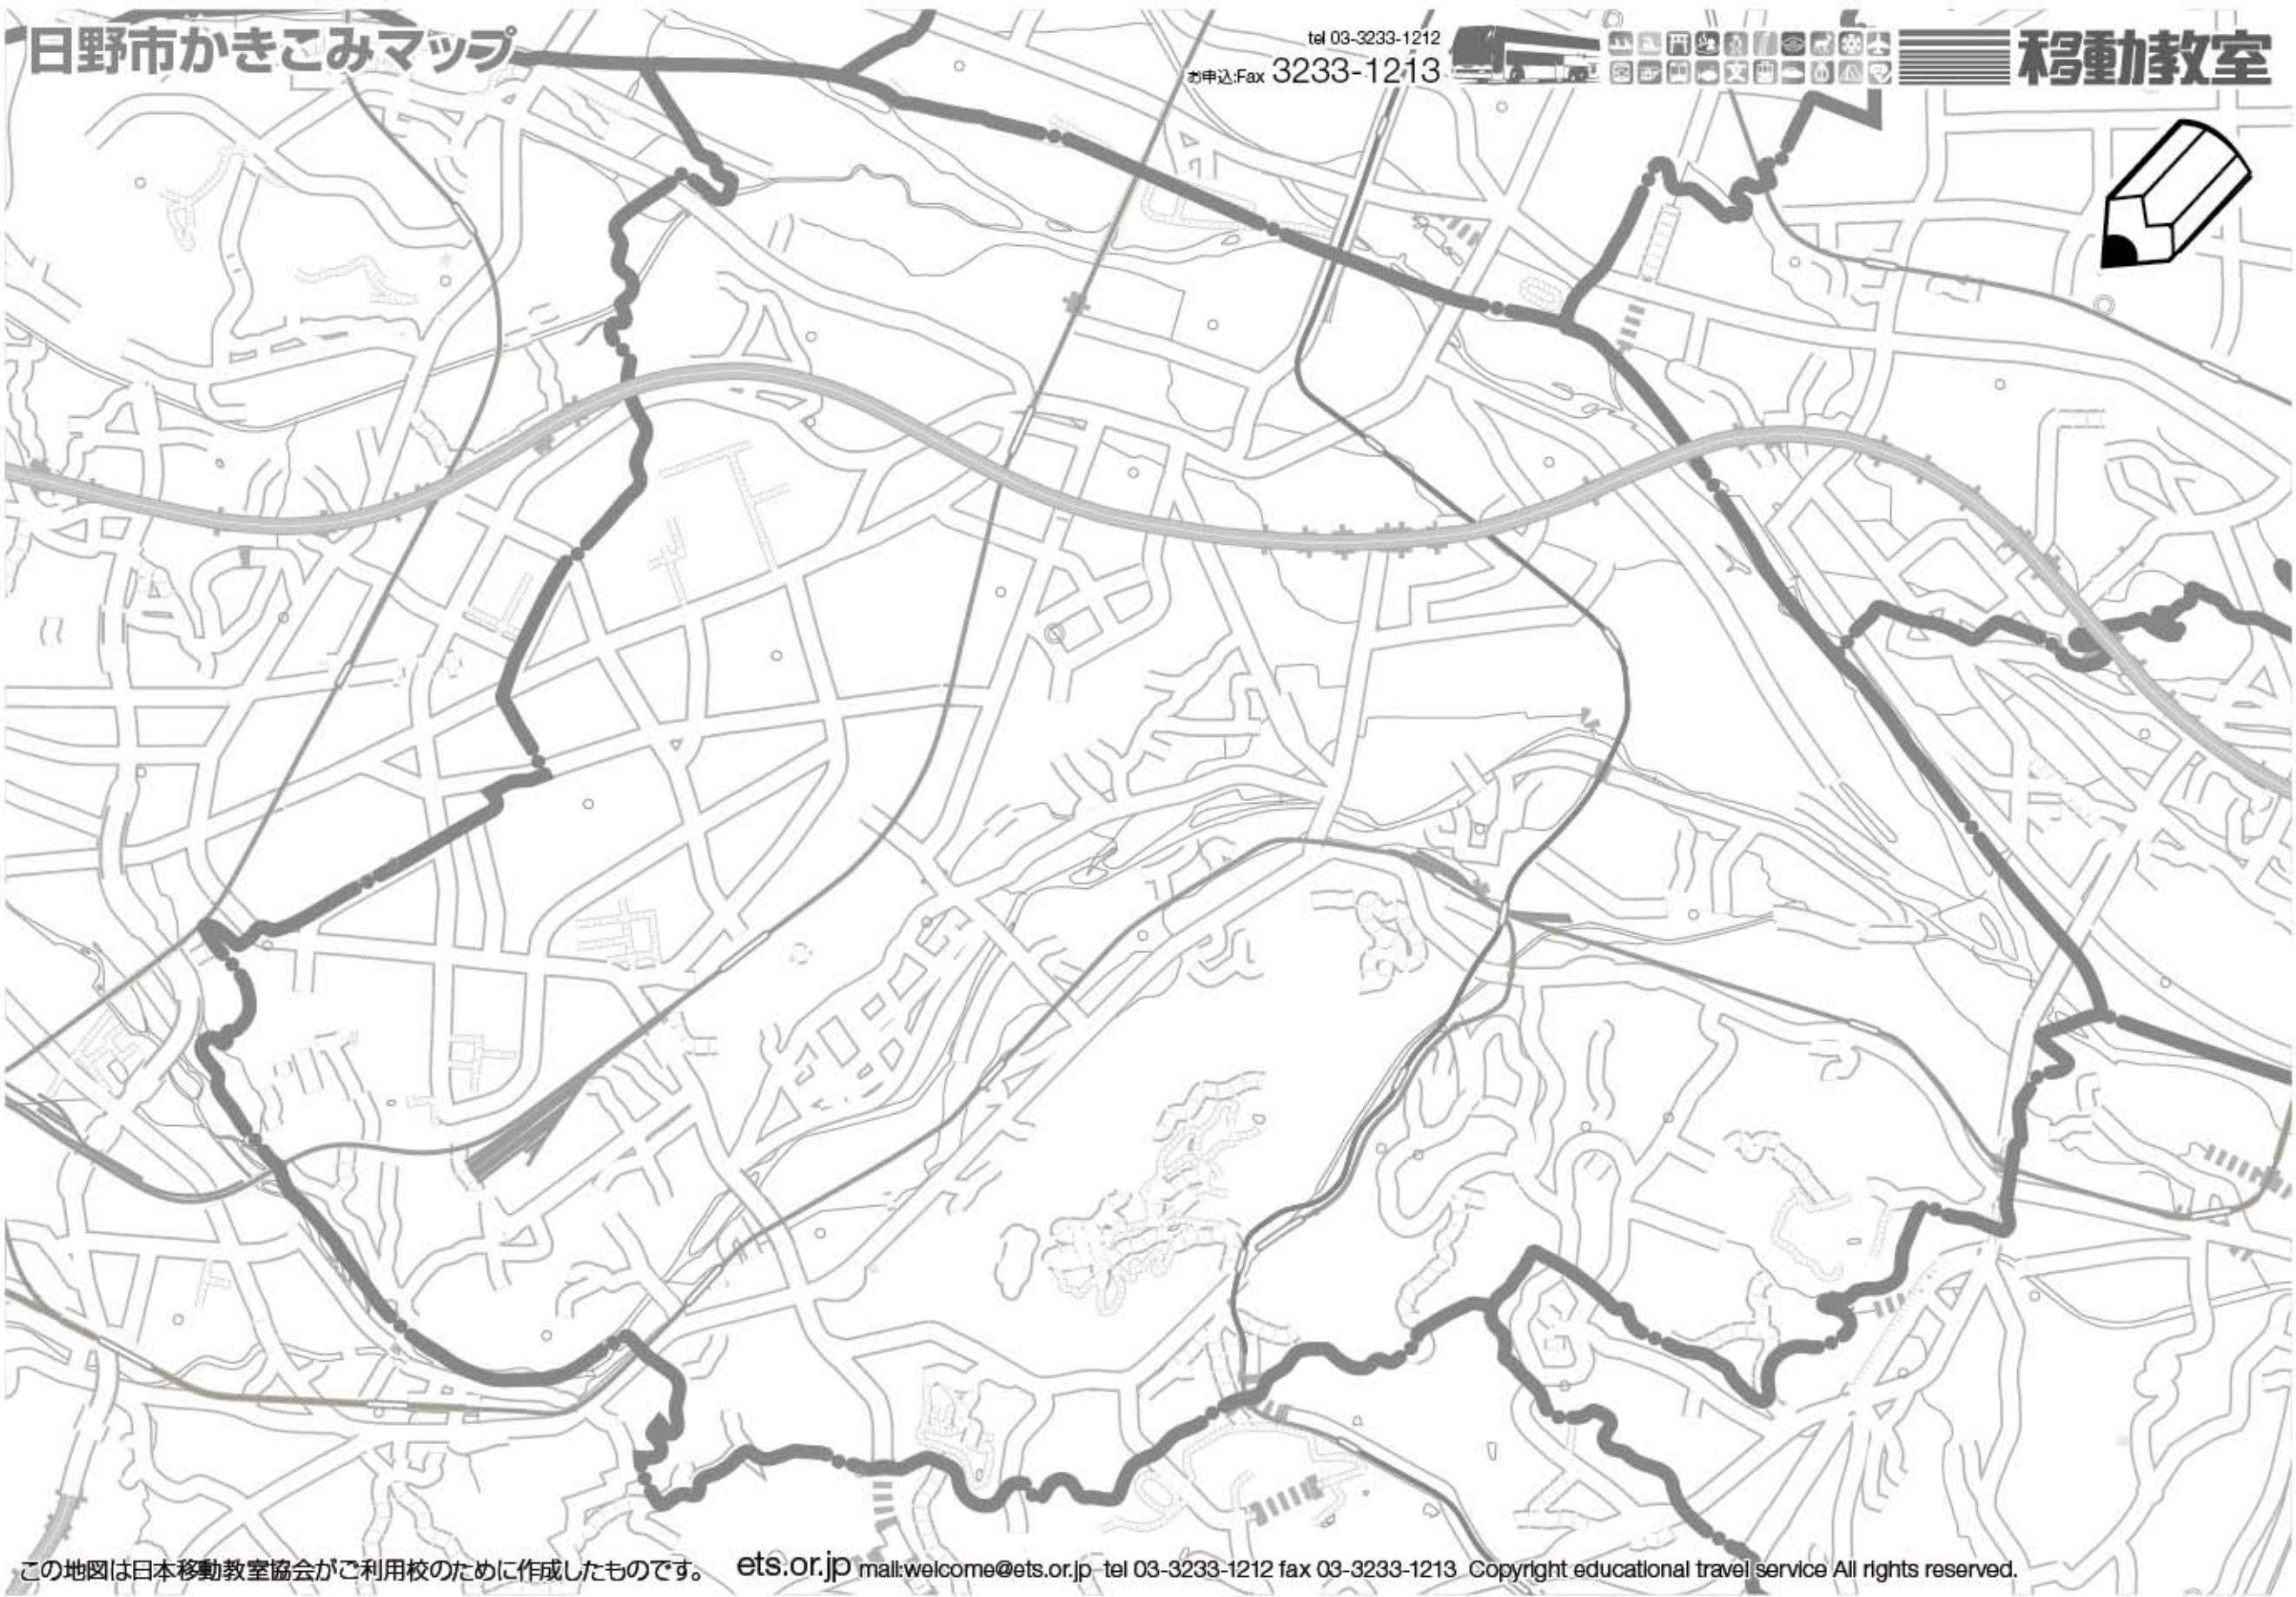 日野市かきこみマップ
tel 03-3233-1212
お申込:Fax 3233-1213
移動教室
この地図は日本移動教室協会がご利用校のために作成したものです。 ets.or.jp mail:welcome@ets.or.jp tel 03-3233-1212 fax 03-3233-1213 Copyright educational travel service All rights reserved.